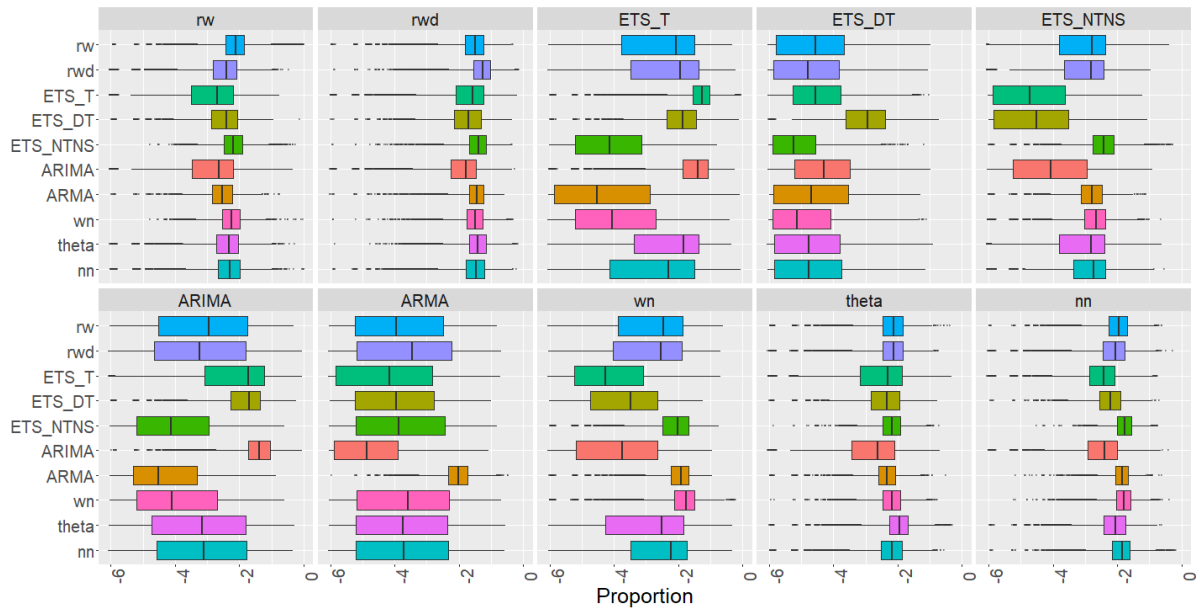 rw rwd ETS_T ETS_DT ETS_NTNS
rw
rwd
ETS_T
ETS_DT
ETS_NTNS
ARIMA
ARMA
wn
theta
nn
ARIMA ARMA wn theta nn
rw
rwd
ETS_T
ETS_DT
ETS_NTNS
ARIMA
ARMA
wn
theta
nn
-6 -4 -2 0 -6 -4 -2 0 -6 -4 -2 0 -6 -4 -2 0 -6 -4 -2 0
Proportion